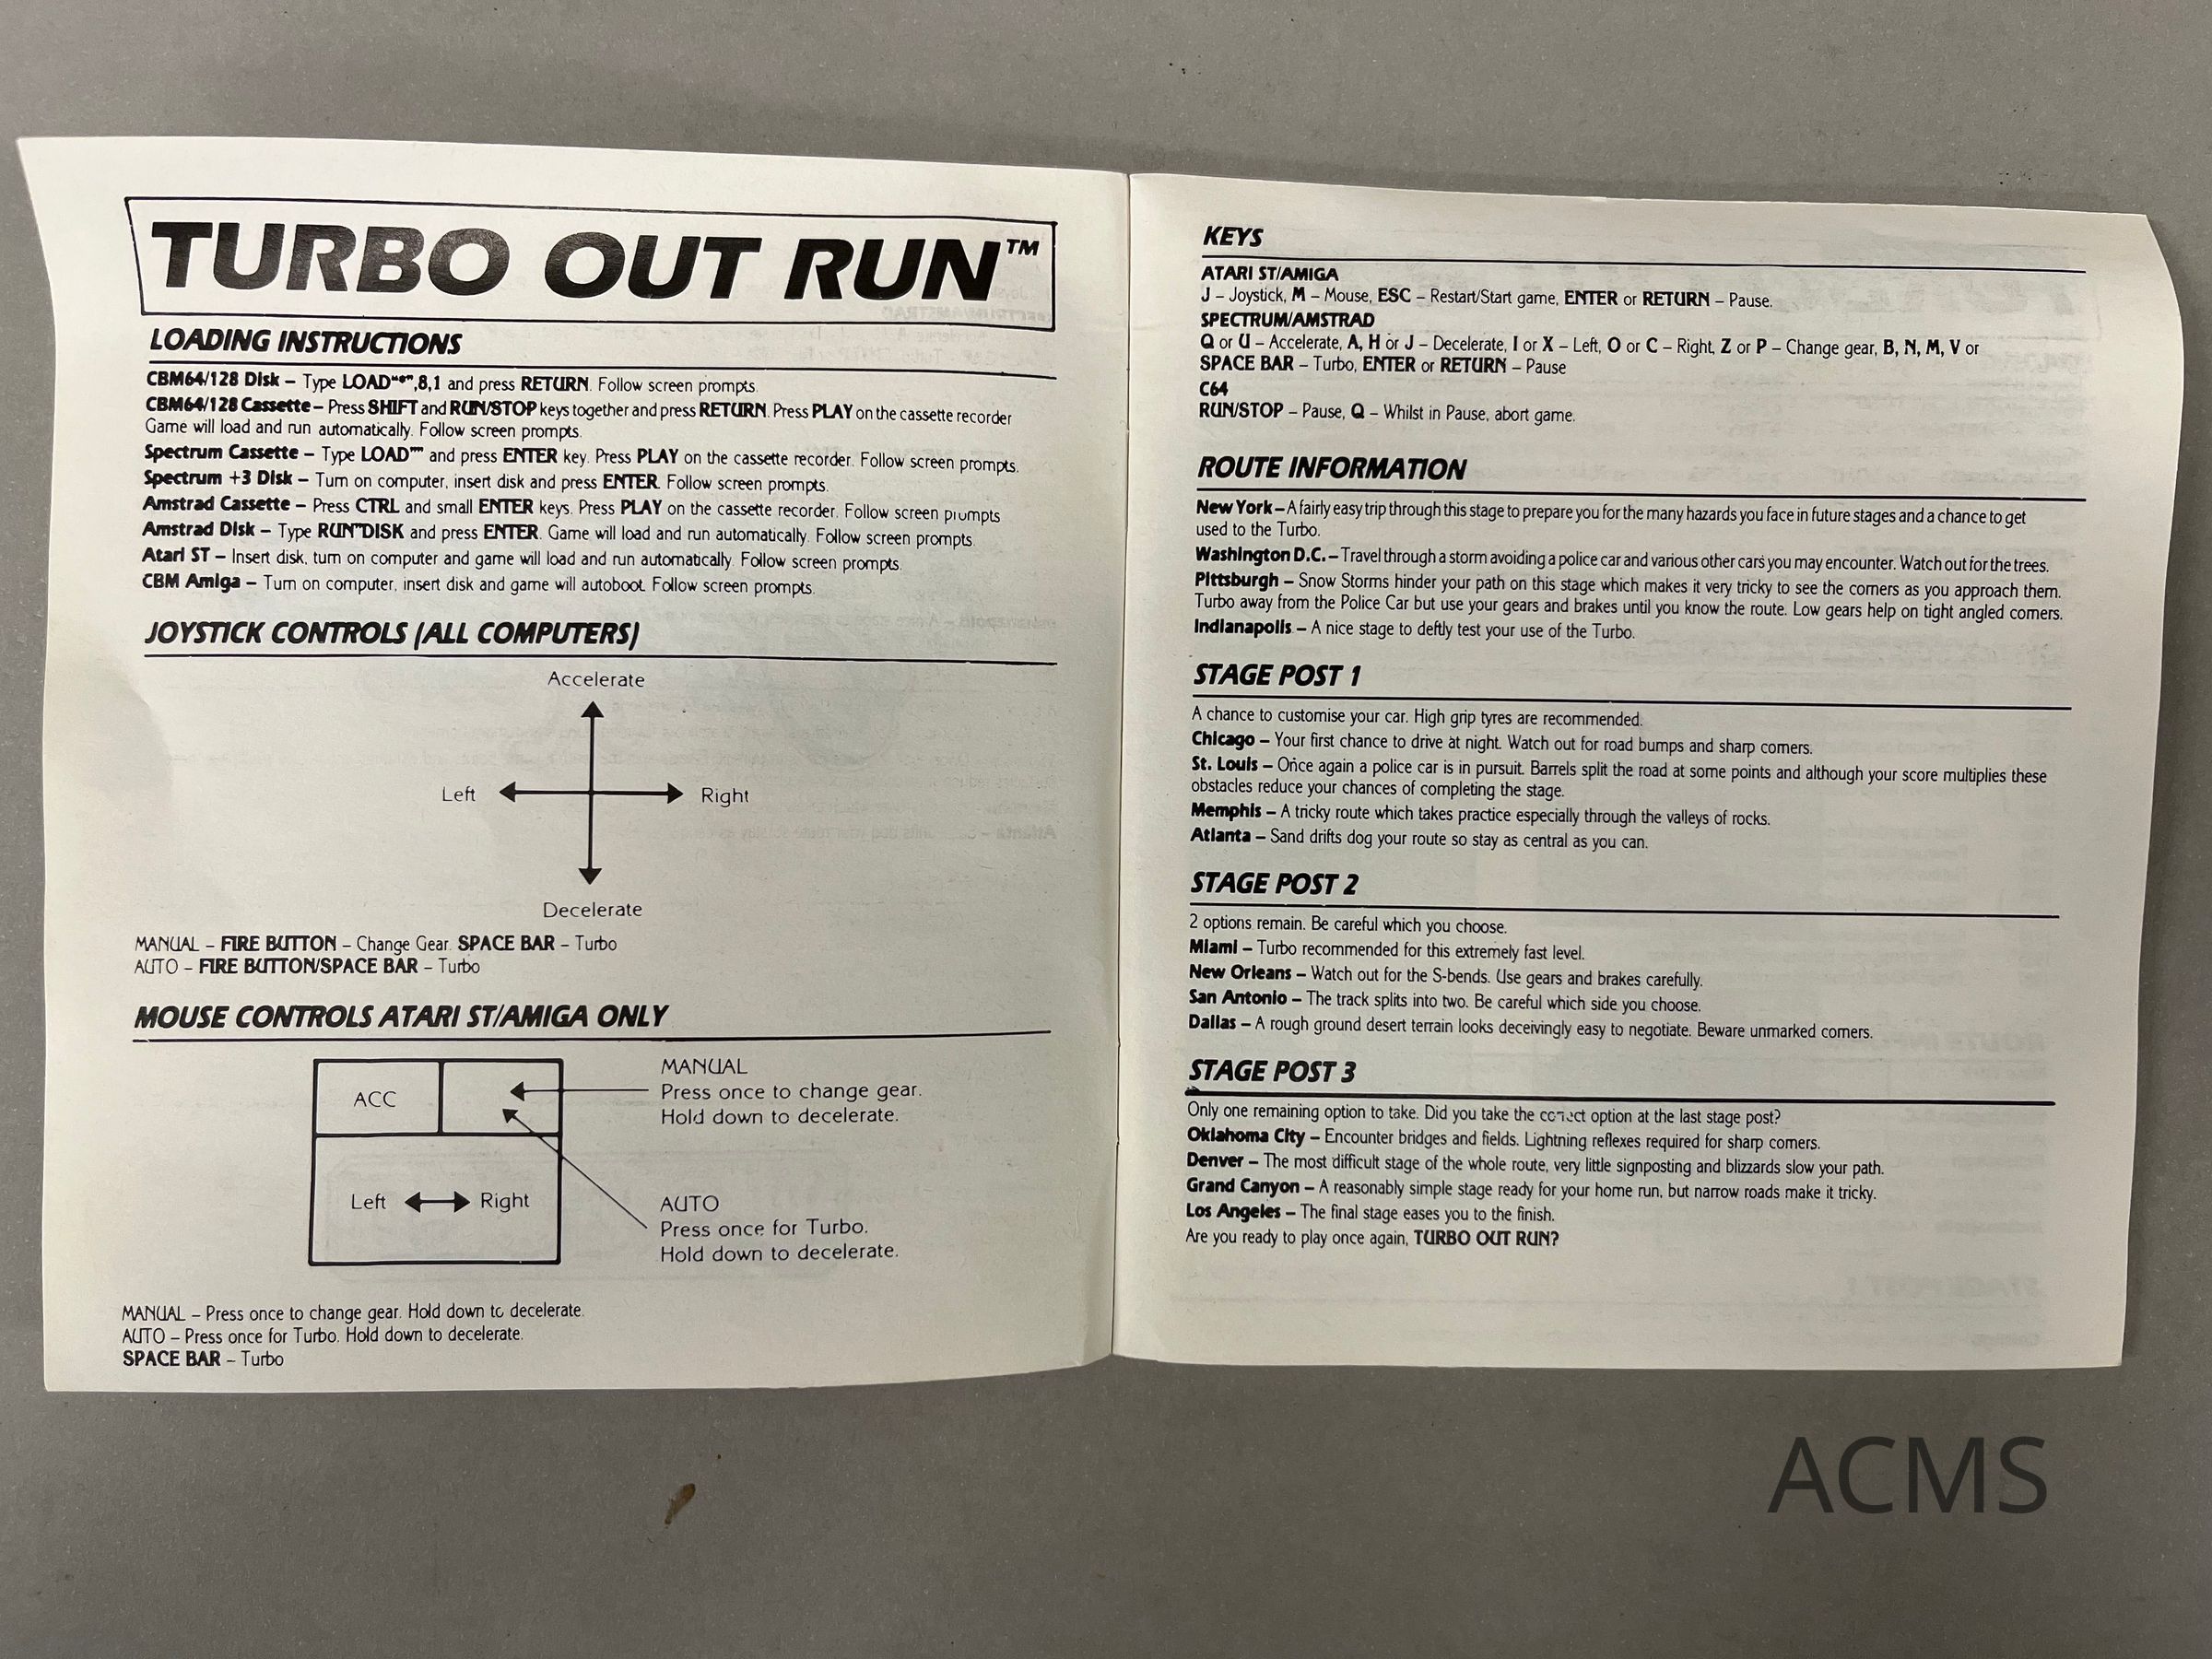 TURBO OUT RUN™
LOADING INSTRUCTIONS
CBM64/128 Disk – Type LOAD"*",8,1 and press RETURN. Follow screen prompts.
CBM64/128 Cassette – Press SHIFT and RUN/STOP keys together and press RETURN. Press PLAY on the cassette recorder
Game will load and run automatically. Follow screen prompts.
Spectrum Cassette – Type LOAD"" and press ENTER key. Press PLAY on the cassette recorder. Follow screen prompts.
Spectrum +3 Disk – Turn on computer, insert disk and press ENTER. Follow screen prompts.
Amstrad Cassette – Press CTRL and small ENTER keys. Press PLAY on the cassette recorder. Follow screen prompts
Amstrad Disk – Type RUN"DISK and press ENTER. Game will load and run automatically. Follow screen prompts.
Atari ST – Insert disk, turn on computer and game will load and run automatically. Follow screen prompts.
CBM Amiga – Turn on computer, insert disk and game will autoboot. Follow screen prompts.
JOYSTICK CONTROLS (ALL COMPUTERS)
Accelerate
Left Right
Decelerate
MANUAL – FIRE BUTTON – Change Gear. SPACE BAR – Turbo
AUTO – FIRE BUTTON/SPACE BAR – Turbo
MOUSE CONTROLS ATARI ST/AMIGA ONLY
ACC
MANUAL
Press once to change gear.
Hold down to decelerate.
Left Right
AUTO
Press once for Turbo.
Hold down to decelerate.
MANUAL – Press once to change gear. Hold down to decelerate.
AUTO – Press once for Turbo. Hold down to decelerate.
SPACE BAR – Turbo
KEYS
ATARI ST/AMIGA
J – Joystick, M – Mouse, ESC – Restart/Start game, ENTER or RETURN – Pause.
SPECTRUM/AMSTRAD
Q or U – Accelerate, A, H or J – Decelerate, I or X – Left, O or C – Right, Z or P – Change gear, B, N, M, V or
SPACE BAR – Turbo, ENTER or RETURN – Pause
C64
RUN/STOP – Pause, Q – Whilst in Pause, abort game.
ROUTE INFORMATION
New York – A fairly easy trip through this stage to prepare you for the many hazards you face in future stages and a chance to get
used to the Turbo.
Washington D.C. – Travel through a storm avoiding a police car and various other cars you may encounter. Watch out for the trees.
Pittsburgh – Snow Storms hinder your path on this stage which makes it very tricky to see the corners as you approach them.
Turbo away from the Police Car but use your gears and brakes until you know the route. Low gears help on tight angled corners.
Indianapolis – A nice stage to deftly test your use of the Turbo.
STAGE POST 1
A chance to customise your car. High grip tyres are recommended.
Chicago – Your first chance to drive at night. Watch out for road bumps and sharp corners.
St. Louis – Once again a police car is in pursuit. Barrels split the road at some points and although your score multiplies these
obstacles reduce your chances of completing the stage.
Memphis – A tricky route which takes practice especially through the valleys of rocks.
Atlanta – Sand drifts dog your route so stay as central as you can.
STAGE POST 2
2 options remain. Be careful which you choose.
Miami – Turbo recommended for this extremely fast level.
New Orleans – Watch out for the S-bends. Use gears and brakes carefully.
San Antonio – The track splits into two. Be careful which side you choose.
Dallas – A rough ground desert terrain looks deceivingly easy to negotiate. Beware unmarked corners.
STAGE POST 3
Only one remaining option to take. Did you take the correct option at the last stage post?
Oklahoma City – Encounter bridges and fields. Lightning reflexes required for sharp corners.
Denver – The most difficult stage of the whole route, very little signposting and blizzards slow your path.
Grand Canyon – A reasonably simple stage ready for your home run, but narrow roads make it tricky.
Los Angeles – The final stage eases you to the finish.
Are you ready to play once again, TURBO OUT RUN?
ACMS